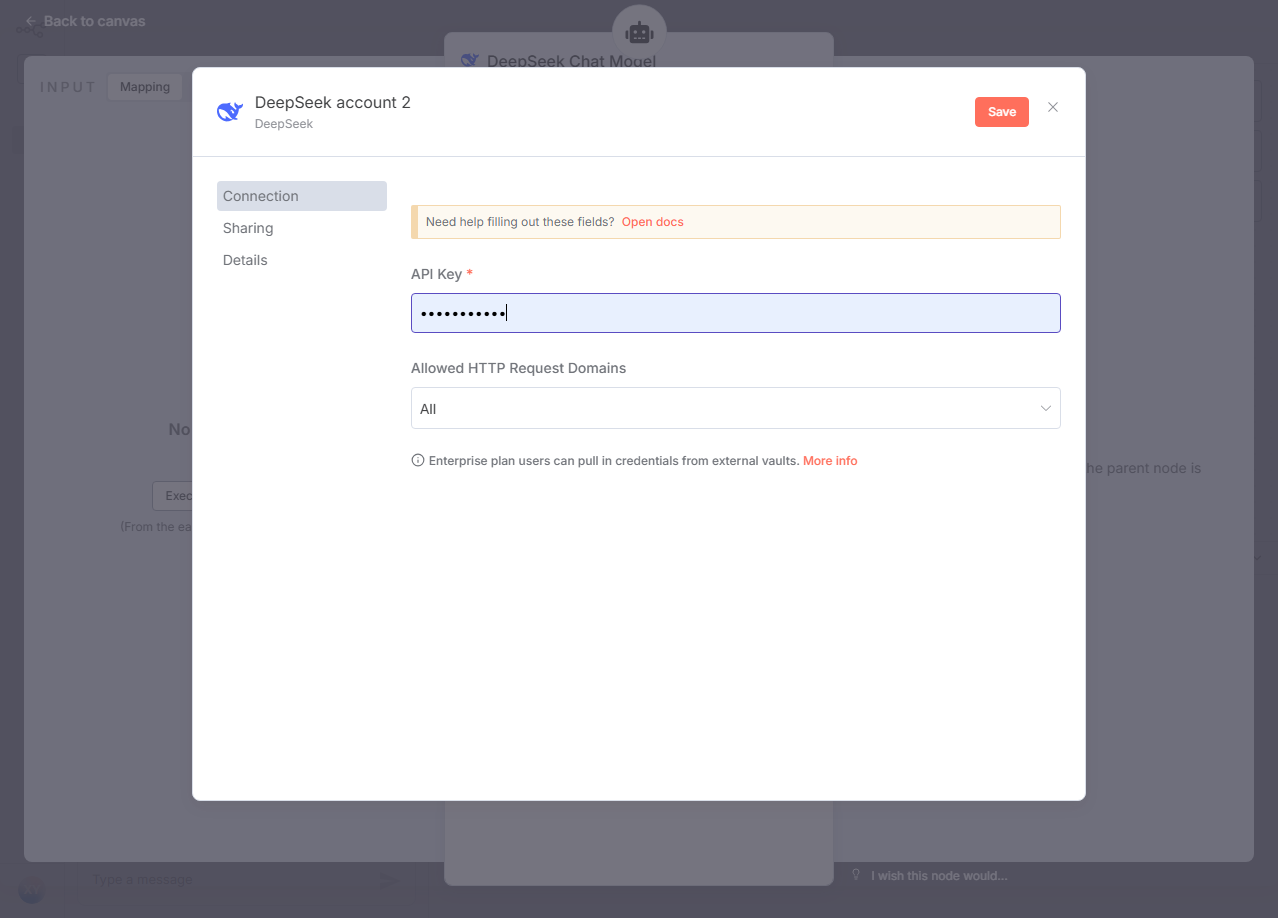 Back to canvas
DeepSeek Chat Model
INPUT
Mapping
DeepSeek account 2
DeepSeek
Save
Connection
Sharing
Details
Need help filling out these fields? Open docs
API Key *
•••••••••••
Allowed HTTP Request Domains
All
Enterprise plan users can pull in credentials from external vaults. More info
No
Exec
(From the ea
he parent node is
Type a message
I wish this node would...